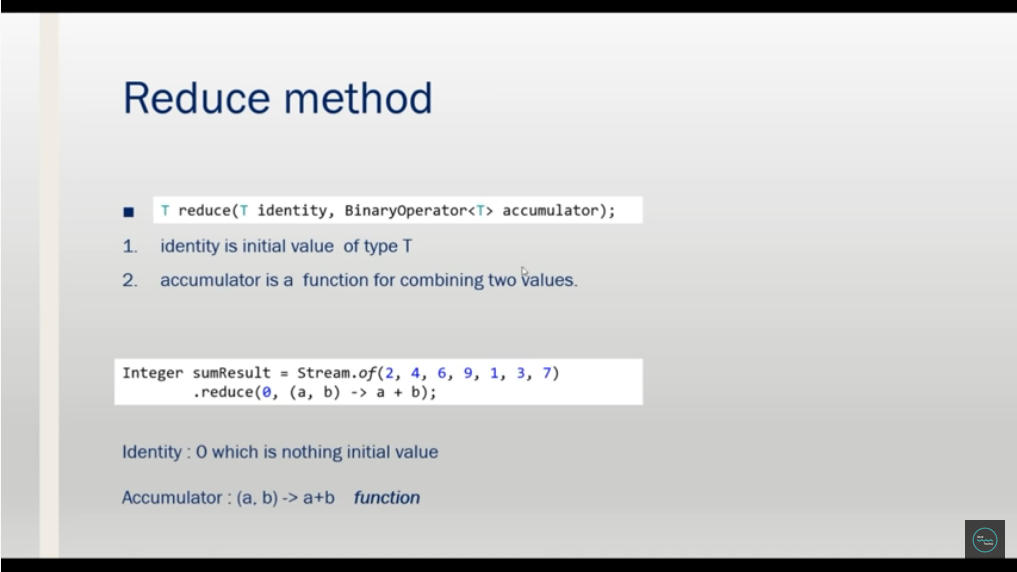 Reduce method
T reduce(T identity, BinaryOperator<T> accumulator);
1. identity is initial value of type T
2. accumulator is a function for combining two values.
Integer sumResult = Stream.of(2, 4, 6, 9, 1, 3, 7)
.reduce(0, (a, b) -> a + b);
Identity : 0 which is nothing initial value
Accumulator : (a, b) -> a+b function